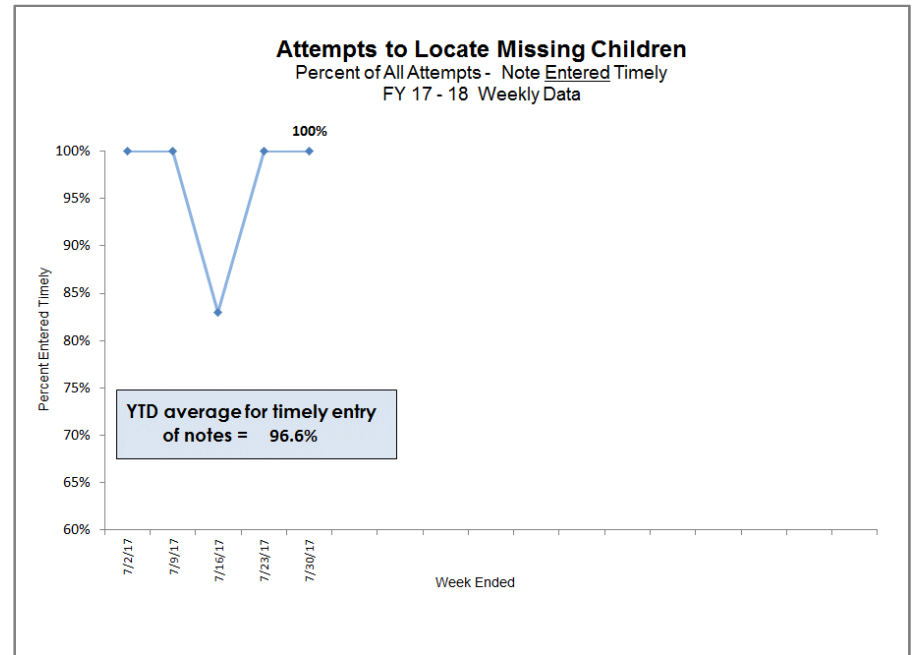 Attempts to Locate Missing Children
Percent of All Attempts - Note Entered Timely
FY 17 - 18 Weekly Data
100%
100%
95%
90%
85%
80%
75%
70%
65%
60%
Percent Entered Timely
YTD average for timely entry
of notes = 96.6%
7/2/17
7/9/17
7/16/17
7/23/17
7/30/17
Week Ended